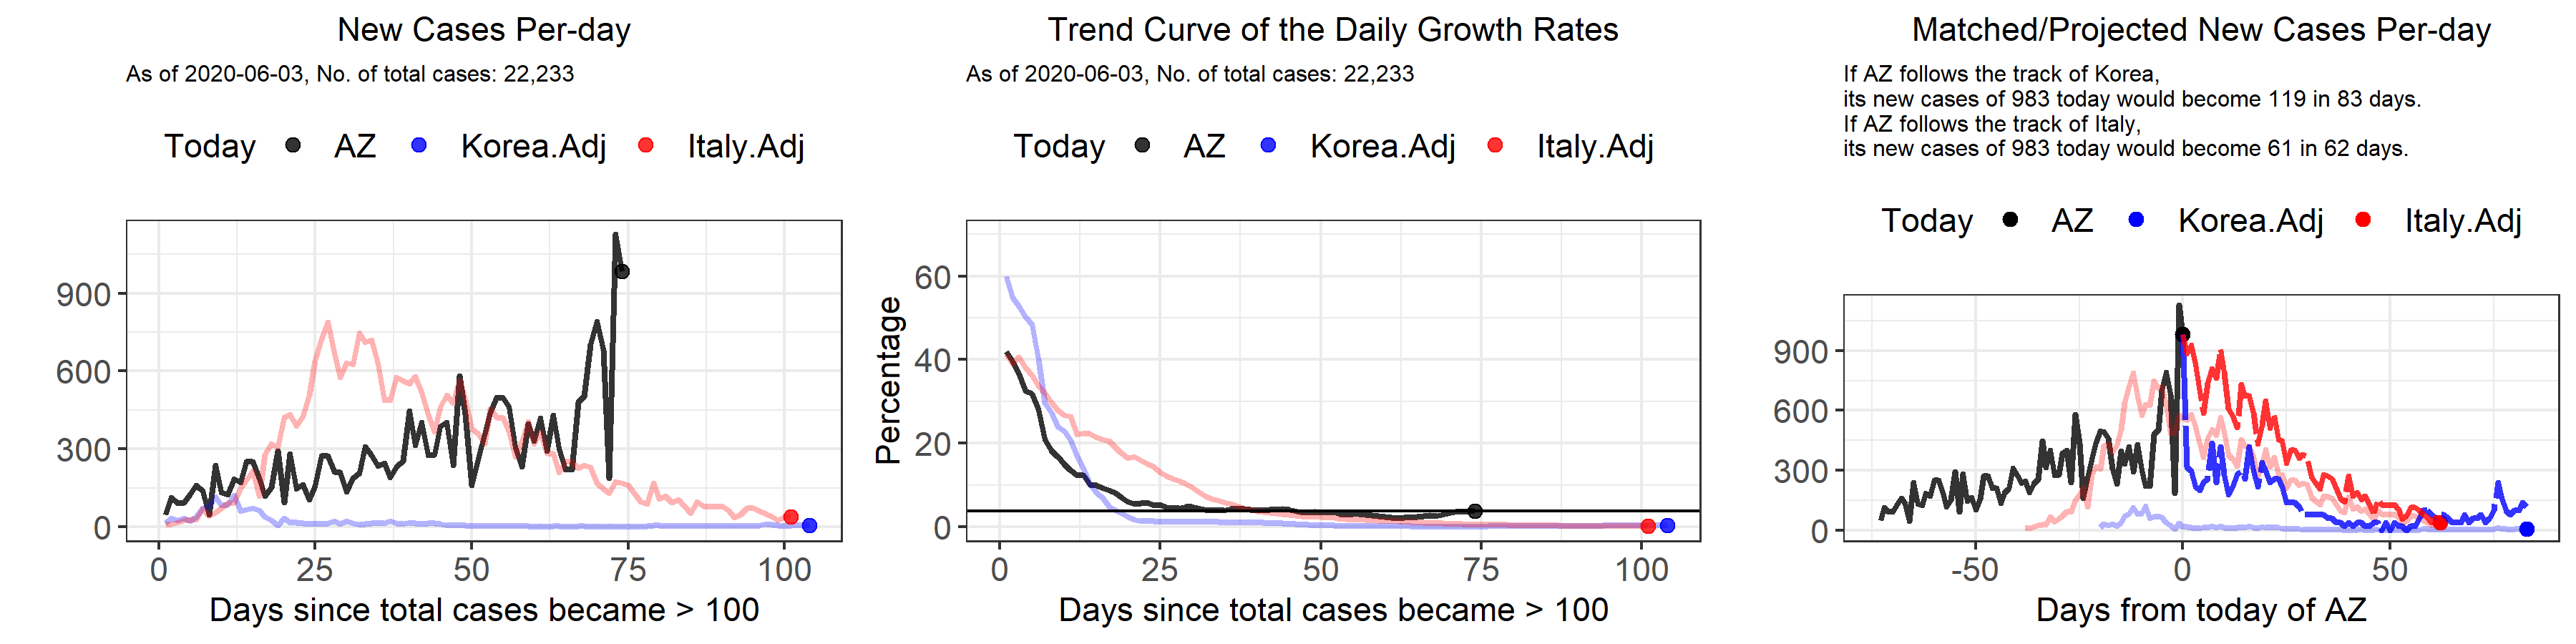 New Cases Per-day
As of 2020-06-03, No. of total cases: 22,233
Today AZ Korea.Adj Italy.Adj
900
600
300
0
0 25 50 75 100
Days since total cases became > 100
Trend Curve of the Daily Growth Rates
As of 2020-06-03, No. of total cases: 22,233
Today AZ Korea.Adj Italy.Adj
Percentage
60
40
20
0
0 25 50 75 100
Days since total cases became > 100
Matched/Projected New Cases Per-day
If AZ follows the track of Korea,
its new cases of 983 today would become 119 in 83 days.
If AZ follows the track of Italy,
its new cases of 983 today would become 61 in 62 days.
Today AZ Korea.Adj Italy.Adj
900
600
300
0
-50 0 50
Days from today of AZ